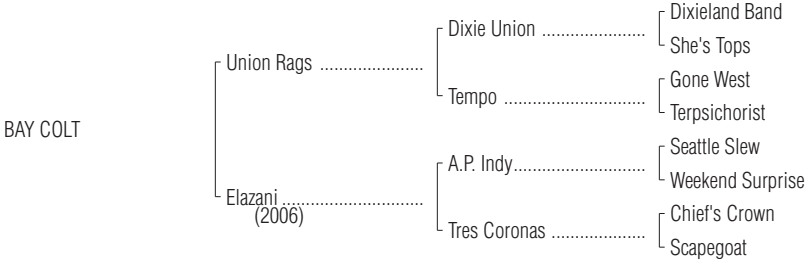 Dixieland Band
Dixie Union ......................
She's Tops
Union Rags ......................
Gone West
Tempo ..............................
Terpsichorist
BAY COLT
Seattle Slew
A.P. Indy............................
Weekend Surprise
Elazani ..............................
(2006)
Chief's Crown
Tres Coronas ....................
Scapegoat